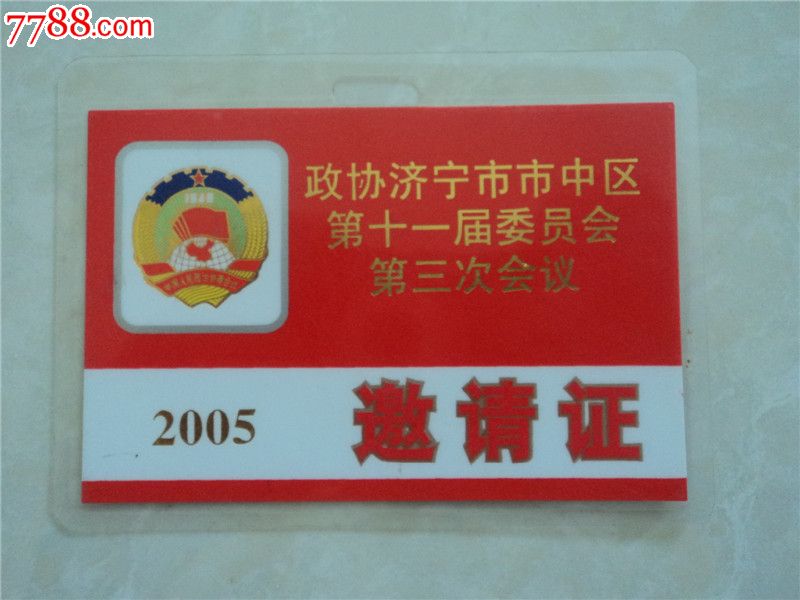 7788.com
政协济宁市市中区
第十一届委员会
第三次会议
1949
2005
邀请证